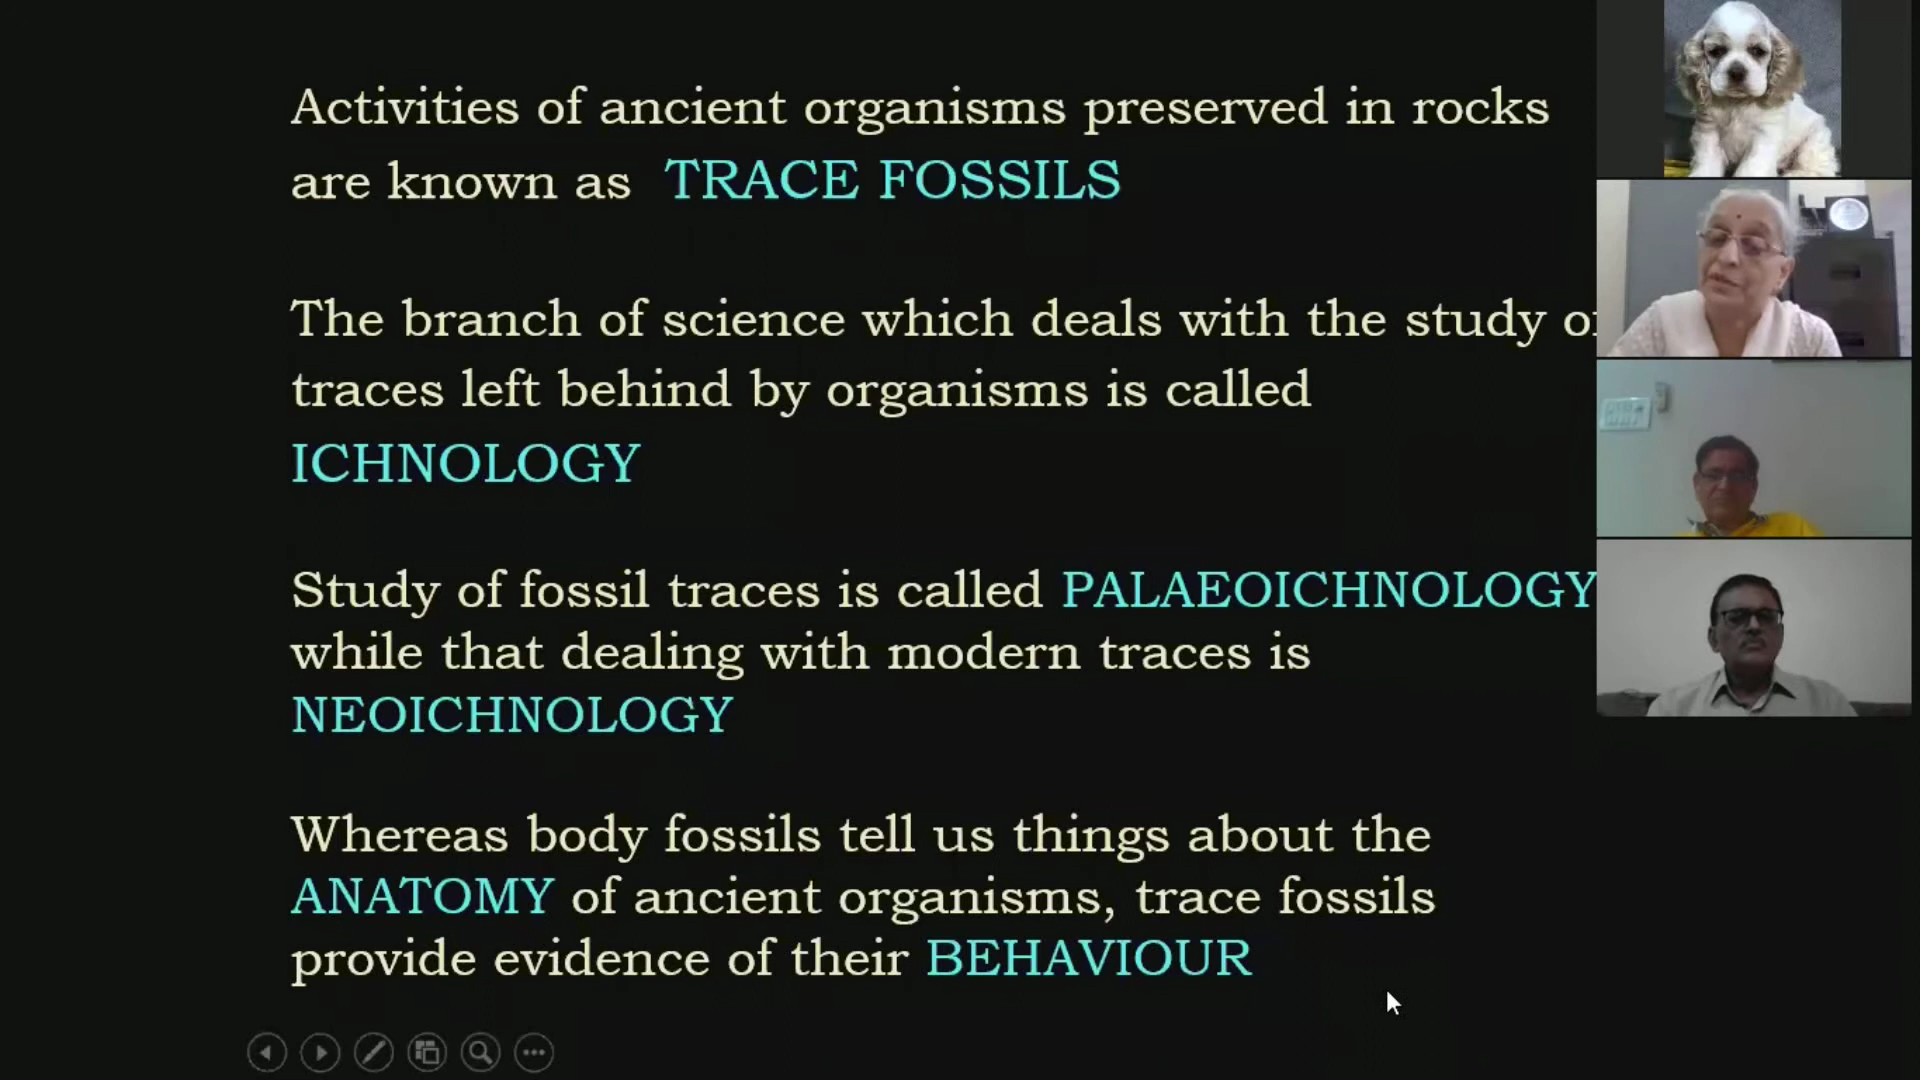 Activities of ancient organisms preserved in rocks
are known as TRACE FOSSILS
The branch of science which deals with the study
traces left behind by organisms is called
ICHNOLOGY
Study of fossil traces is called PALAEOICHNOLOGY
while that dealing with modern traces is
NEOICHNOLOGY
Whereas body fossils tell us things about the
ANATOMY of ancient organisms, trace fossils
provide evidence of their BEHAVIOUR